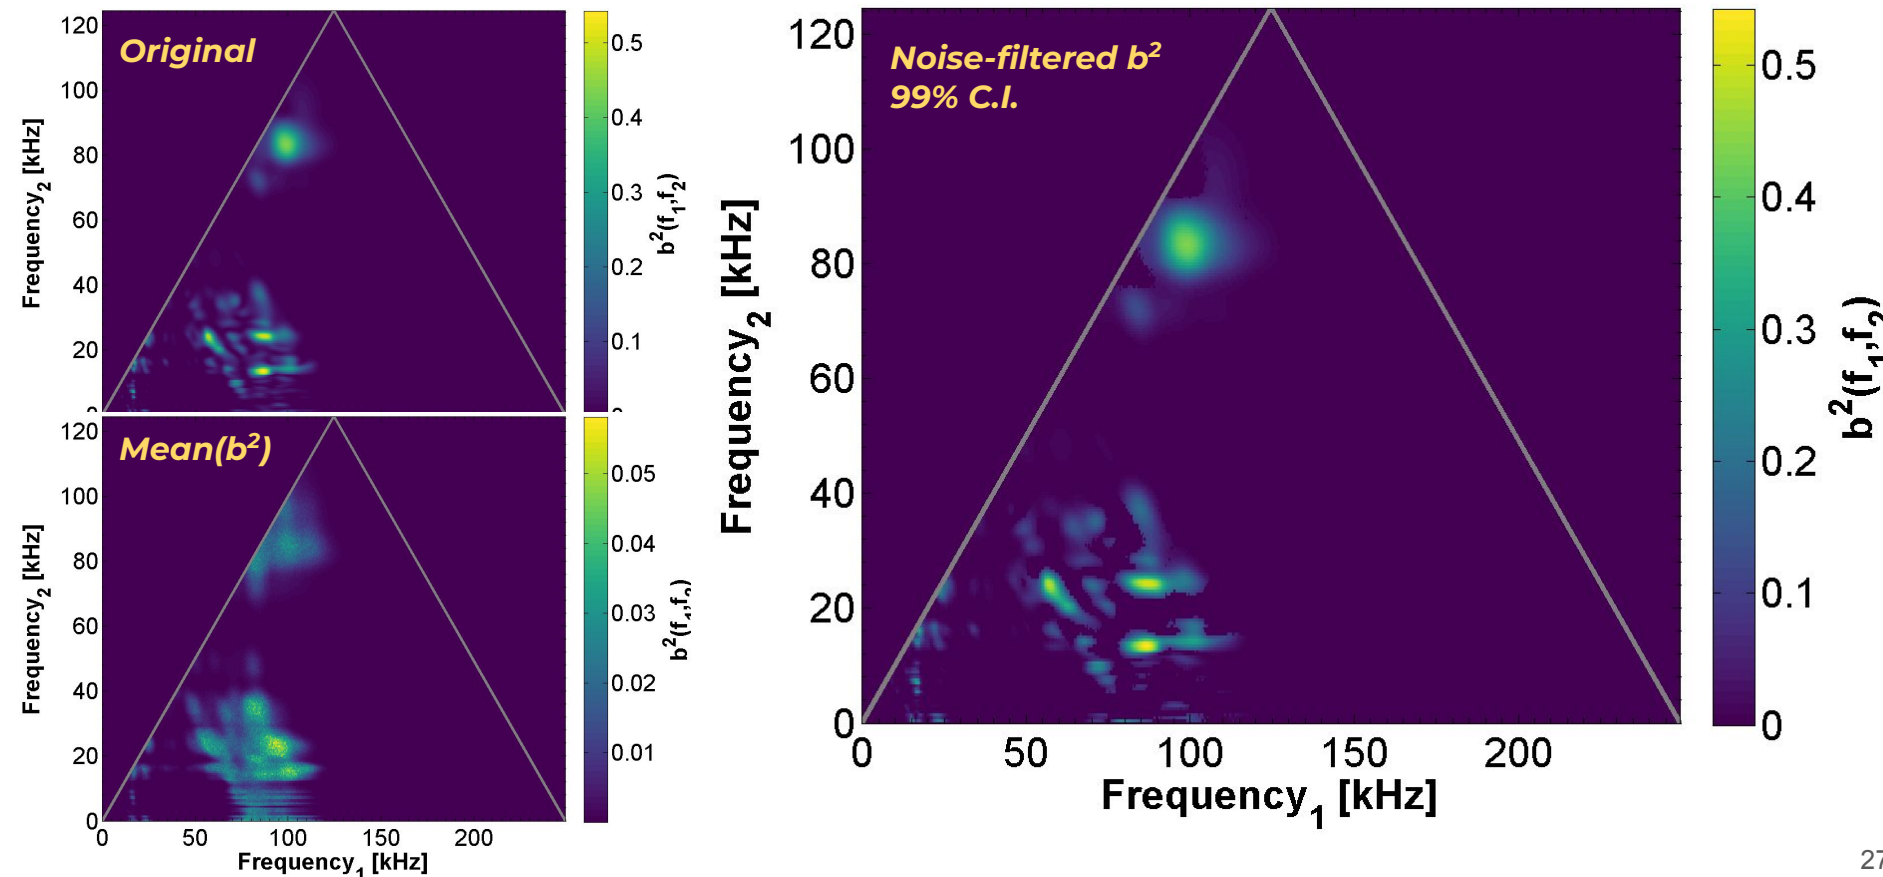 Original
120
100
80
60
40
20
0
Frequency2 [kHz]
0.5
0.4
0.3
0.2
0.1
b²(f1,f2)
Mean(b²)
120
100
80
60
40
20
0
Frequency2 [kHz]
0 50 100 150 200
Frequency1 [kHz]
0.05
0.04
0.03
0.02
0.01
Noise-filtered b²
99% C.I.
120
100
80
60
40
20
0
Frequency2 [kHz]
0 50 100 150 200
Frequency1 [kHz]
0.5
0.4
0.3
0.2
0.1
0
b²(f1,f2)
27